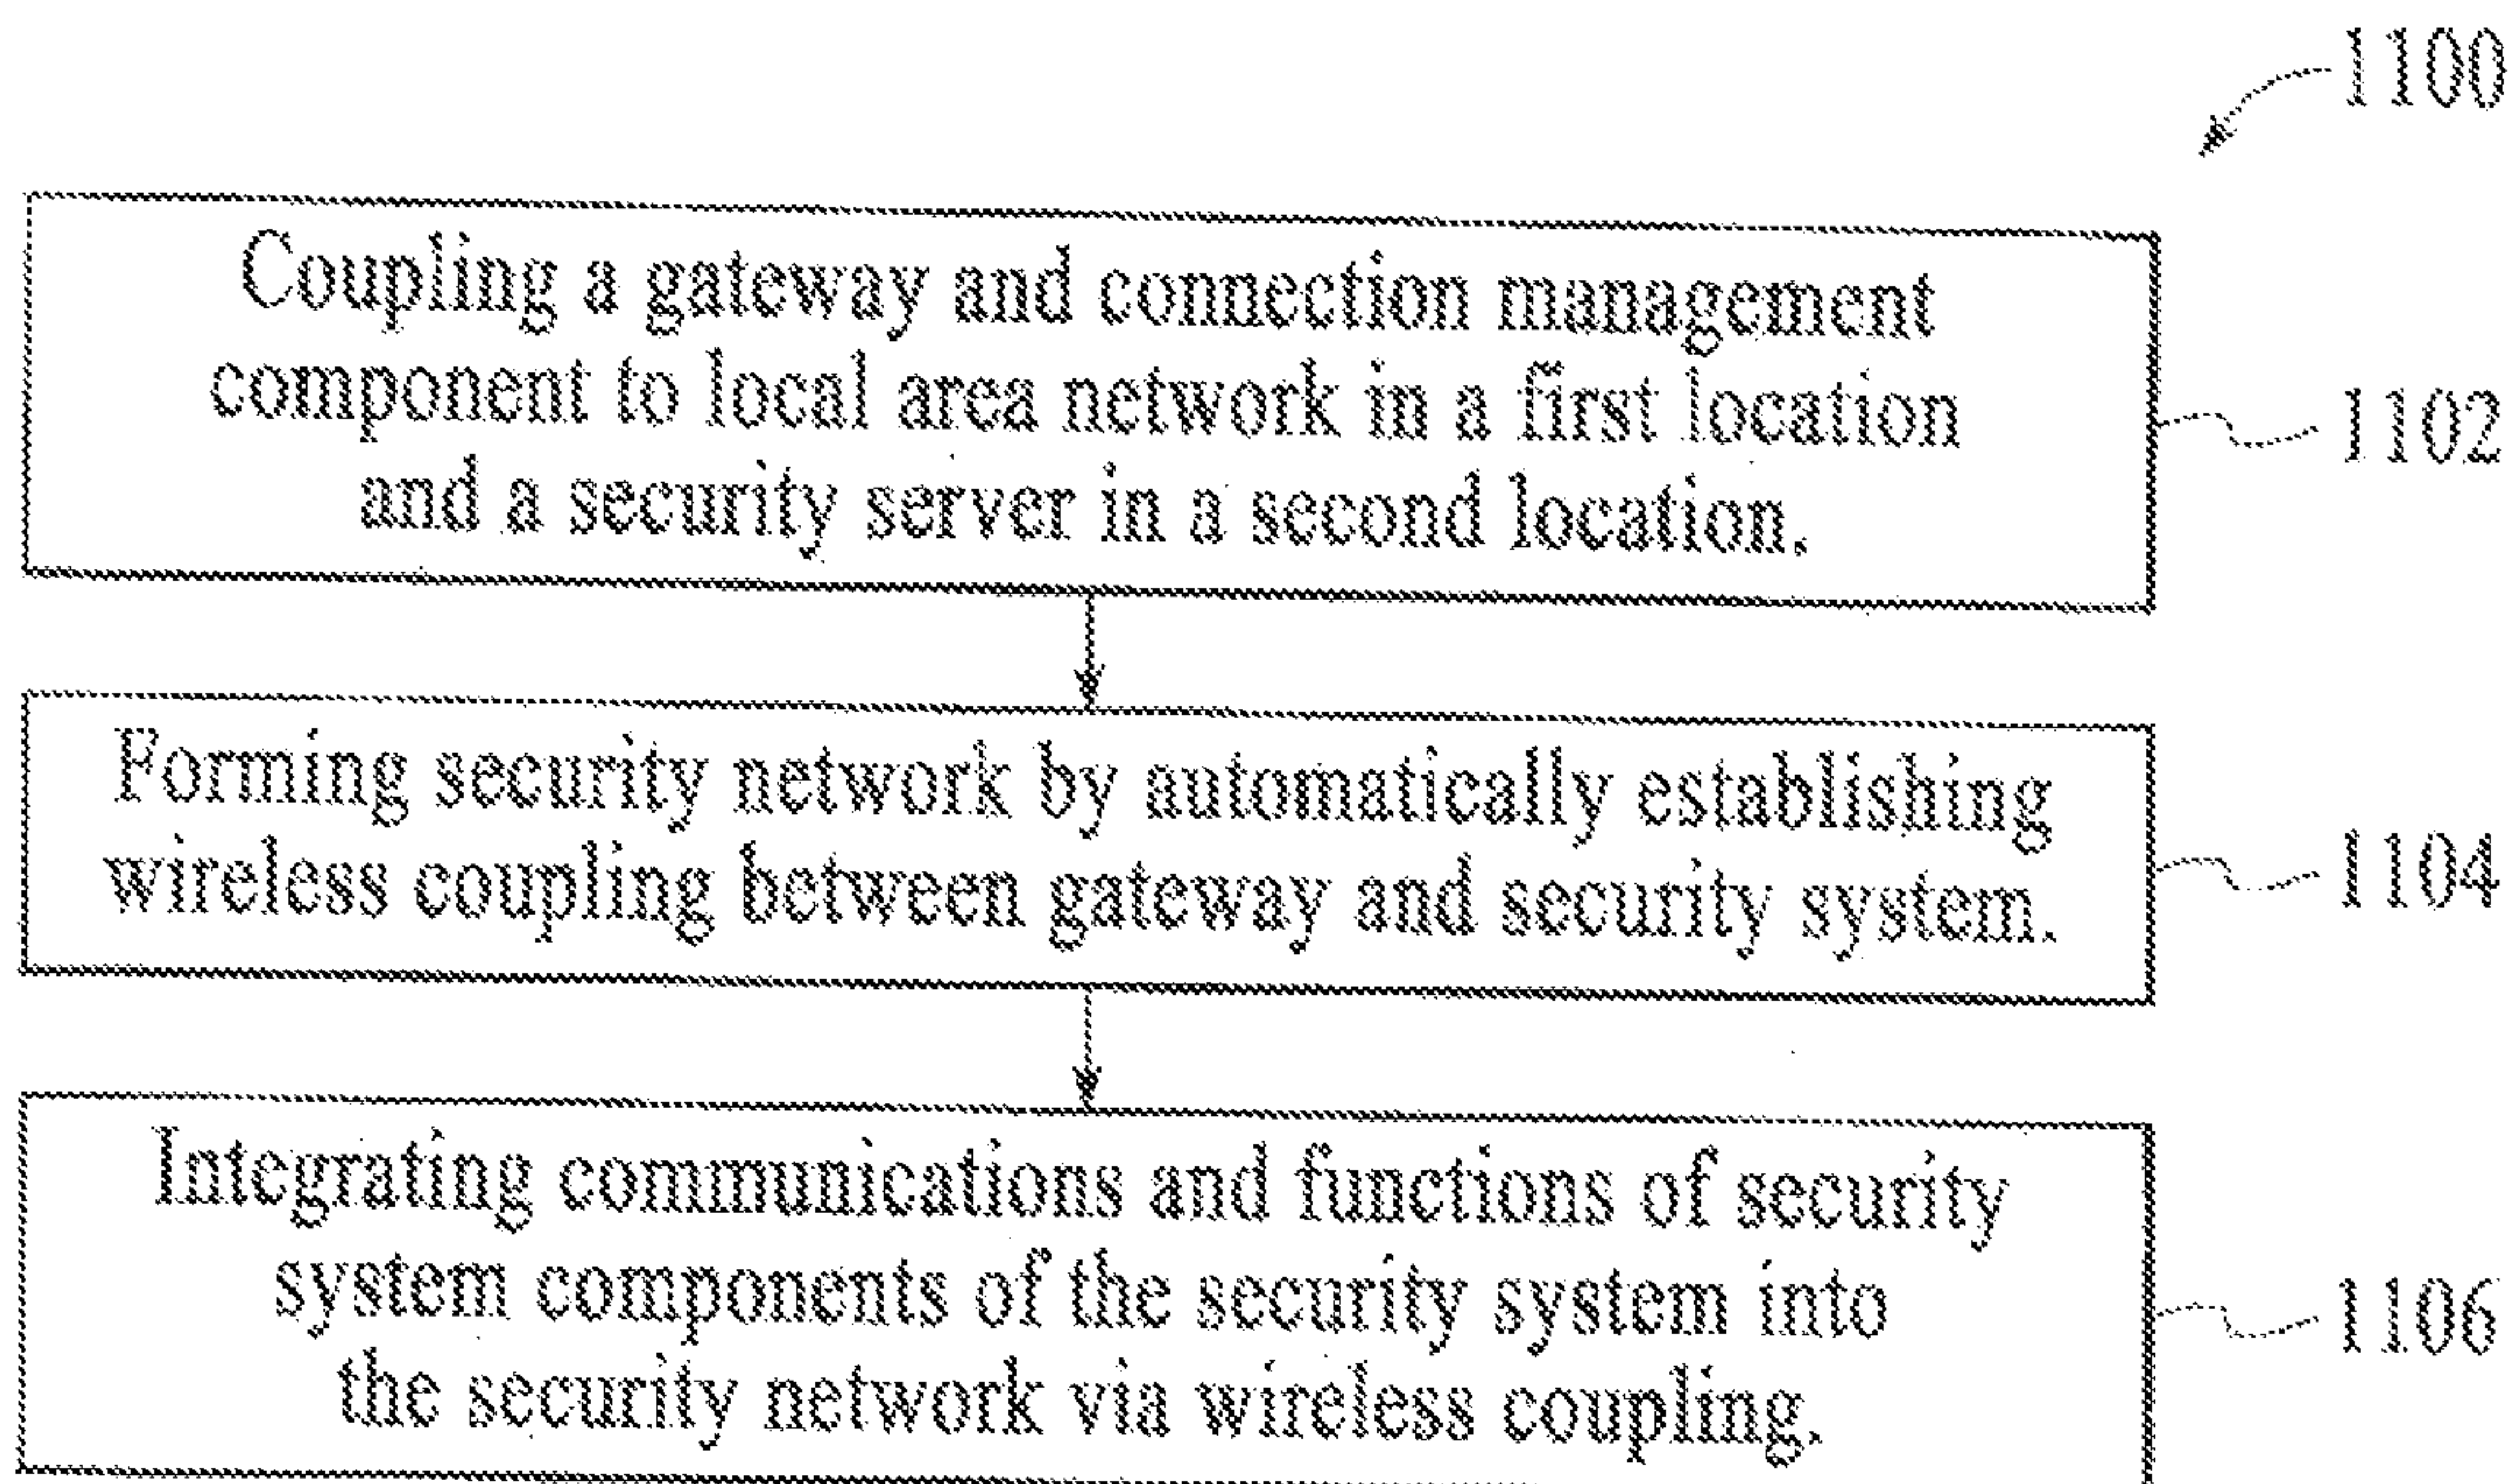 1100
Coupling a gateway and connection management
component to local area network in a first location
and a security server in a second location.
1102
Forming security network by automatically establishing
wireless coupling between gateway and security system.
1104
Integrating communications and functions of security
system components of the security system into
the security network via wireless coupling.
1106